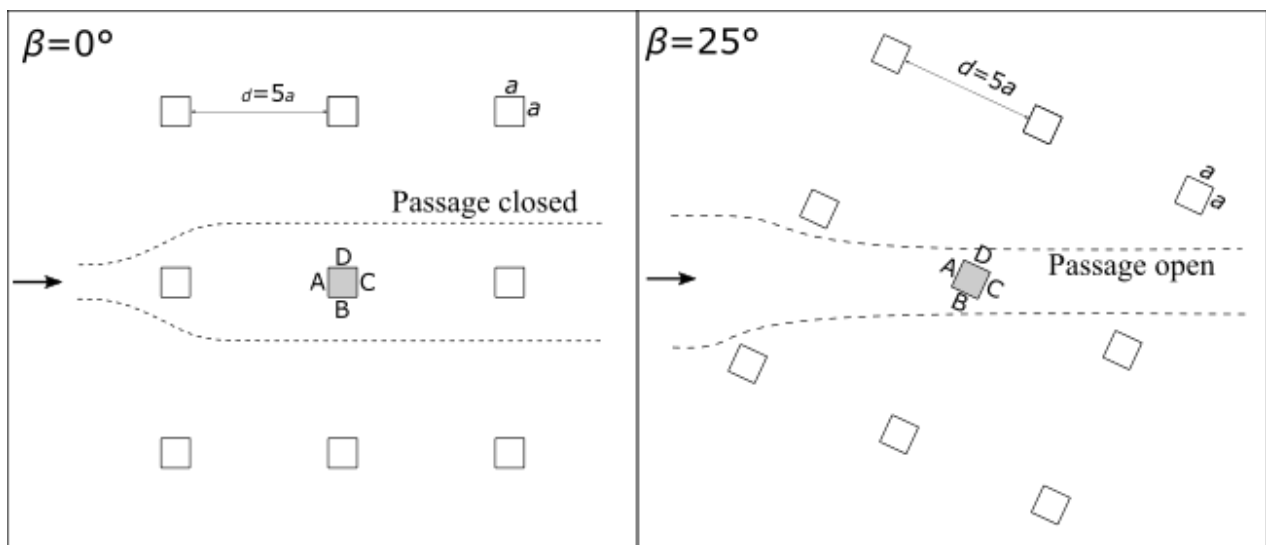 β=0°
d=5a
a
a
Passage closed
D
A
C
B
β=25°
d=5a
a
a
D
A
Passage open
C
B